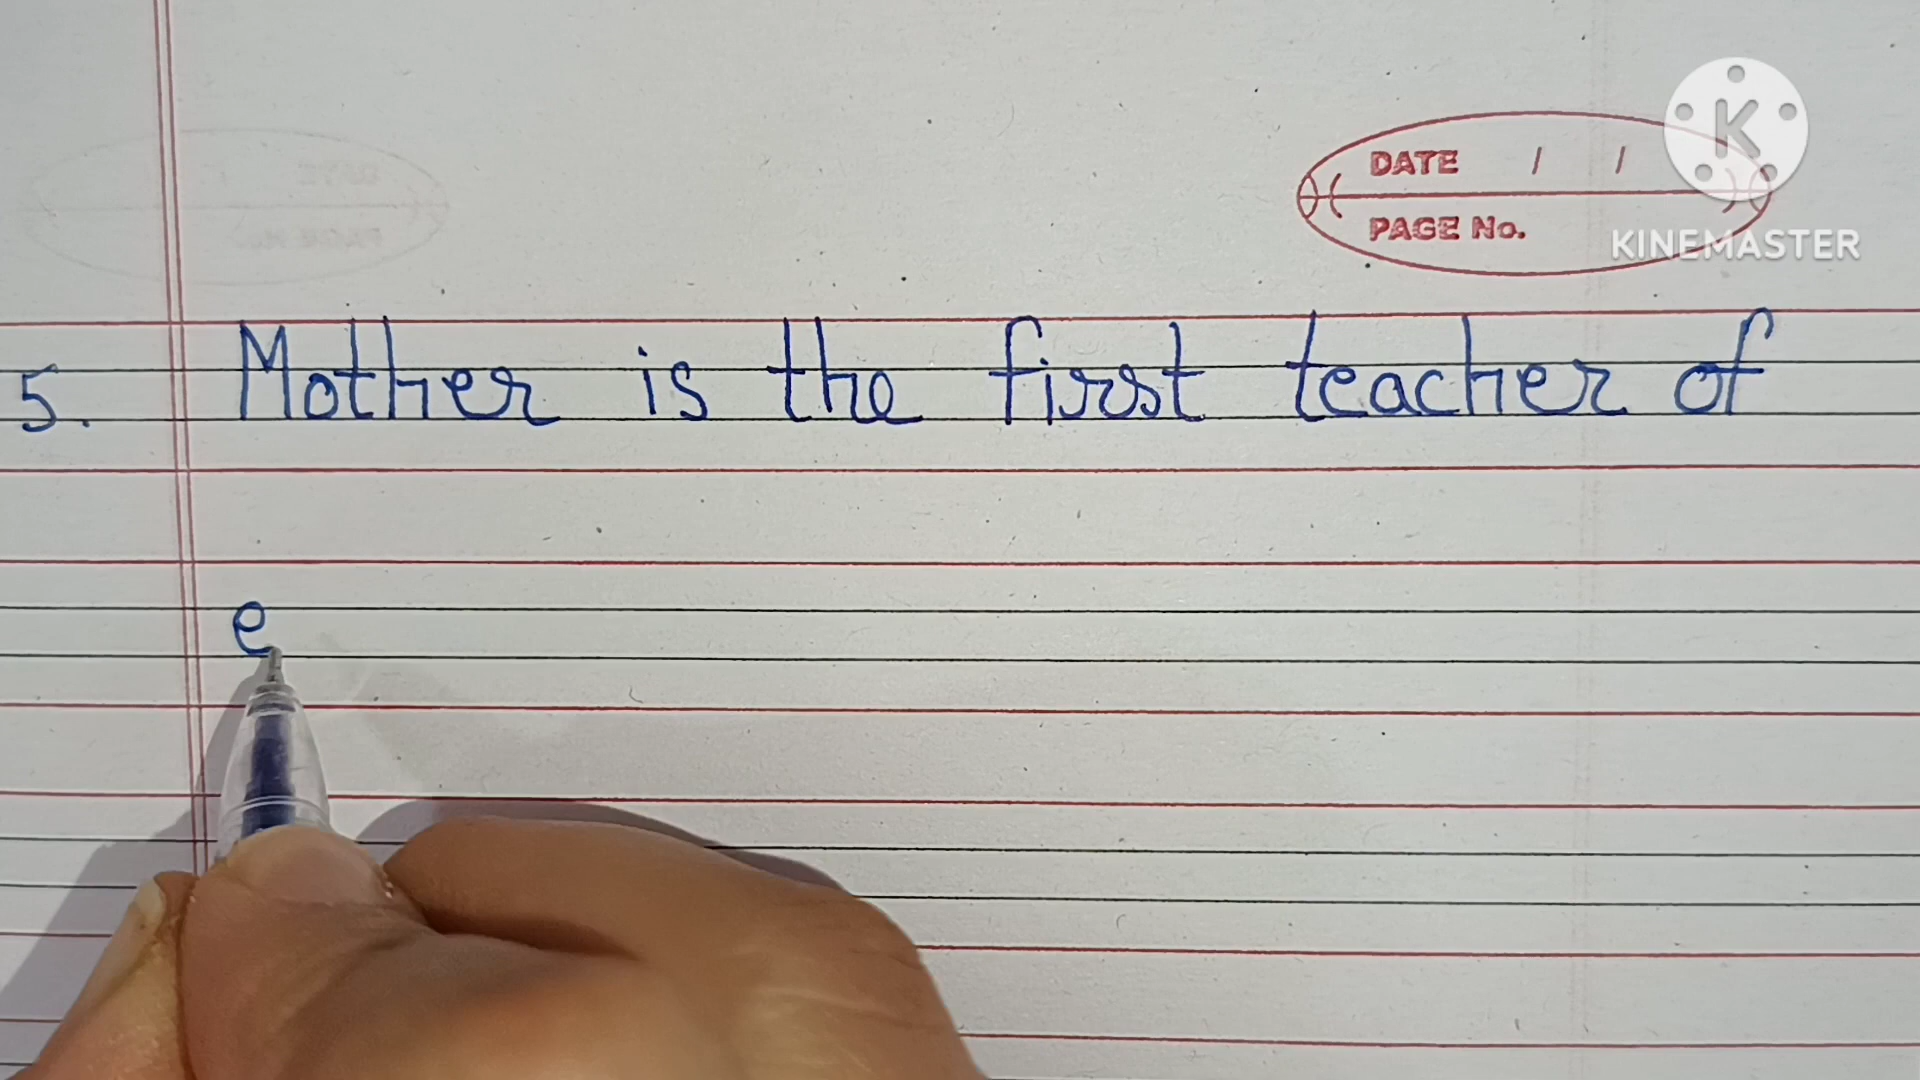 DATE / /
PAGE No.
KINEMASTER
5. Mother is the first teacher of
e